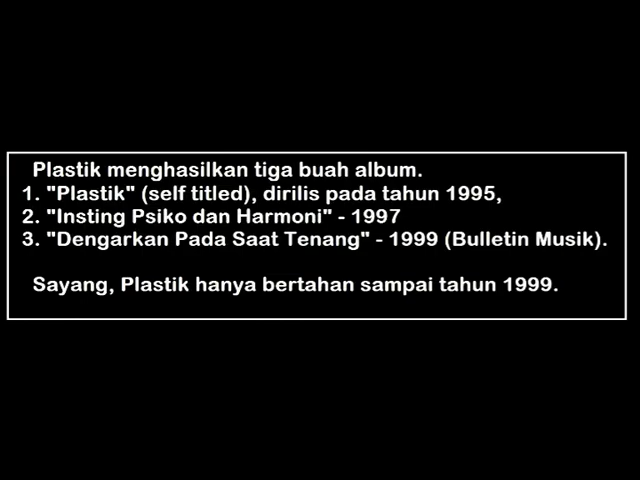 Plastik menghasilkan tiga buah album.
1. "Plastik" (self titled), dirilis pada tahun 1995,
2. "Insting Psiko dan Harmoni" - 1997
3. "Dengarkan Pada Saat Tenang" - 1999 (Bulletin Musik).
Sayang, Plastik hanya bertahan sampai tahun 1999.